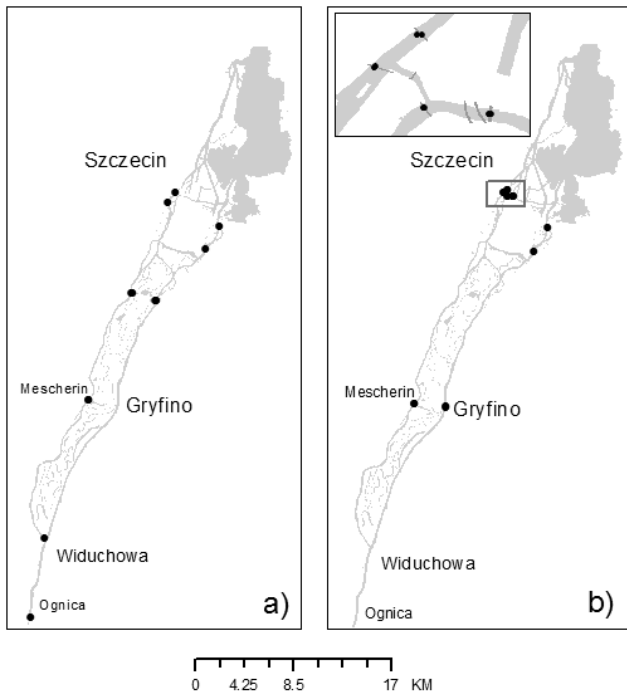 Szczecin
Mescherin
Gryfino
Widuchowa
Ognica
a)
Szczecin
Mescherin
Gryfino
Widuchowa
Ognica
b)
0 4.25 8.5 17 KM